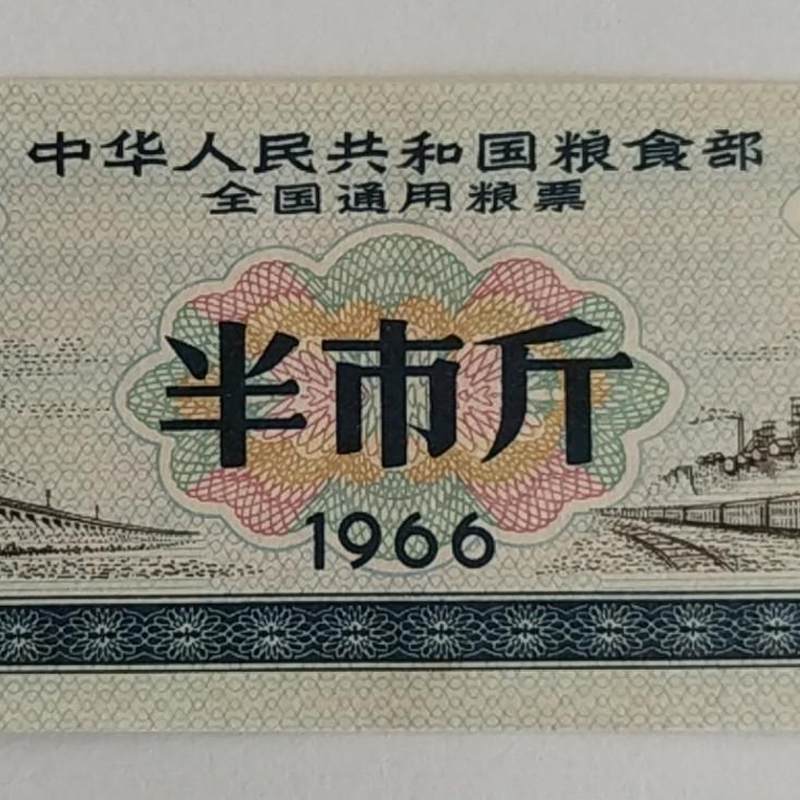 中华人民共和国粮食部
全国通用粮票
半市斤
1966